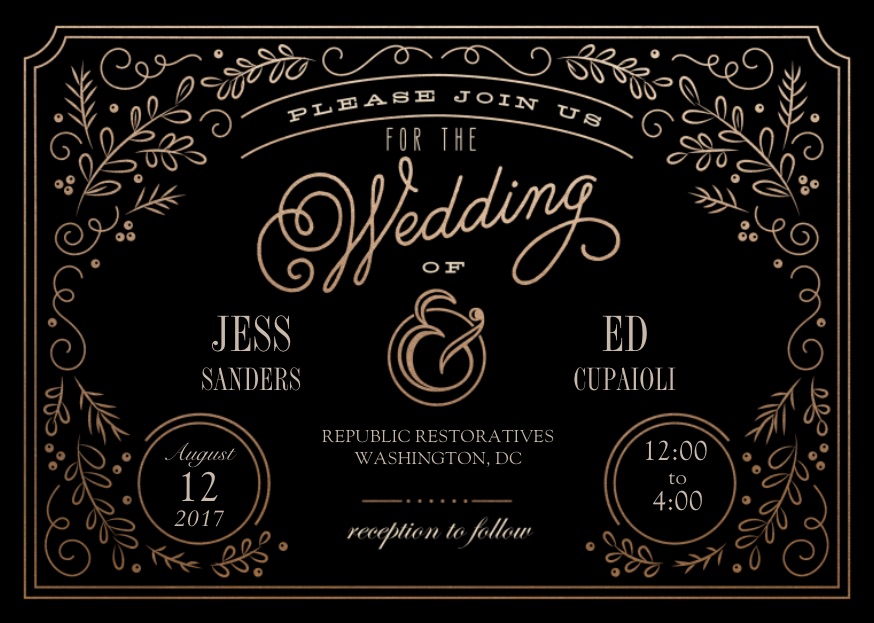 PLEASE JOIN US
FOR THE
Wedding
OF
JESS
SANDERS
&
ED
CUPAIOLI
REPUBLIC RESTORATIVES
WASHINGTON, DC
August
12
2017
12:00
to
4:00
reception to follow